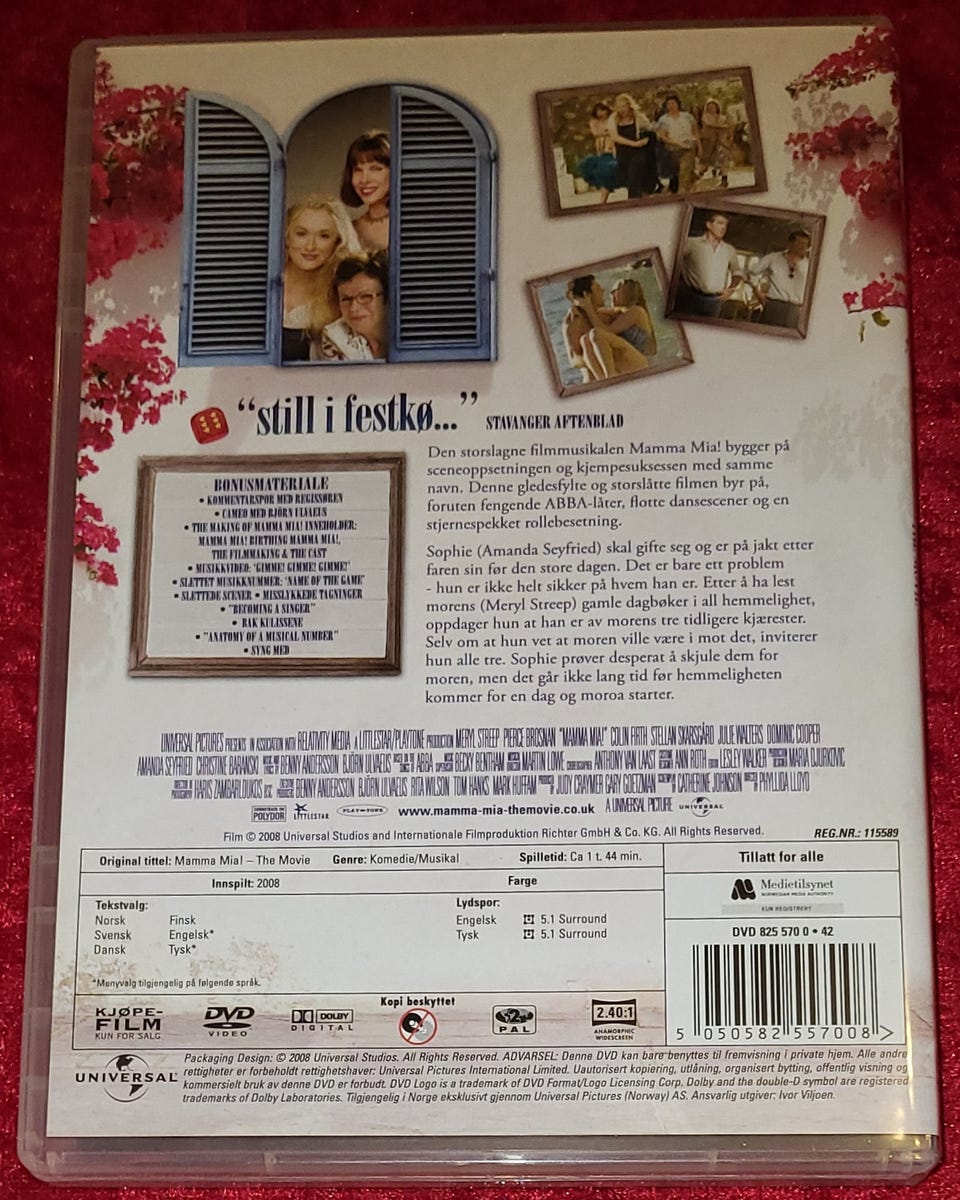 “still i festkø...” STAVANGER AFTENBLAD
BONUSMATERIALE
• KOMMENTARSPOR MED REGISSØREN
• CAMEO MED BJÖRN ULVAEUS
• THE MAKING OF MAMMA MIA! INNEHOLDER:
MAMMA MIA! BIRTHING MAMMA MIA!,
THE FILMMAKING & THE CAST
• MUSIKKVIDEO: ‘GIMME! GIMME! GIMME!’
• SLETTET MUSIKKNUMMER: ‘NAME OF THE GAME’
• SLETTEDE SCENER • MISSLYKKEDE TAGNINGER
• “BECOMING A SINGER”
• BAK KULISSENE
• “ANATOMY OF A MUSICAL NUMBER”
• SYNG MED
Den storslagne filmmusikalen Mamma Mia! bygger på
sceneoppsetningen og kjempesuksessen med samme
navn. Denne gledesfylte og storslåtte filmen byr på,
foruten fengende ABBA-låter, flotte dansescener og en
stjernespekket rollebesetning.
Sophie (Amanda Seyfried) skal gifte seg og er på jakt etter
faren sin før den store dagen. Det er bare ett problem
- hun er ikke helt sikker på hvem han er. Etter å ha lest
morens (Meryl Streep) gamle dagbøker i all hemmelighet,
oppdager hun at han er av morens tre tidligere kjærester.
Selv om at hun vet at moren ville være i mot det, inviterer
hun alle tre. Sophie prøver desperat å skjule dem for
moren, men det går ikke lang tid før hemmeligheten
kommer for en dag og moroa starter.
UNIVERSAL PICTURES PRESENTS IN ASSOCIATION WITH RELATIVITY MEDIA A LITTLESTAR/PLAYTONE PRODUCTION MERYL STREEP PIERCE BROSNAN "MAMMA MIA!" COLIN FIRTH STELLAN SKARSGÅRD JULIE WALTERS DOMINIC COOPER
AMANDA SEYFRIED CHRISTINE BARANSKI BENNY ANDERSSON BJÖRN ULVAEUS ABBA BECKY BENTHAM MARTIN LOWE ANTHONY VAN LAAST ANN ROTH LESLEY WALKER MARIA DJURKOVIC
HARIS ZAMBARLOUKOS BSC BENNY ANDERSSON BJÖRN ULVAEUS RITA WILSON TOM HANKS MARK HUFFAM JUDY CRAYMER GARY GOETZMAN CATHERINE JOHNSON PHYLLIDA LLOYD
SOUNDTRACK ON POLYDOR LITTLESTAR PLAY-TONE www.mamma-mia-themovie.co.uk A UNIVERSAL PICTURE UNIVERSAL
Film © 2008 Universal Studios and Internationale Filmproduktion Richter GmbH & Co. KG. All Rights Reserved. REG.NR.: 115589
Original tittel: Mamma Mia! – The Movie Genre: Komedie/Musikal Spilletid: Ca 1 t. 44 min. Tillatt for alle
Innspilt: 2008 Farge
Medietilsynet
NORWEGIAN MEDIA AUTHORITY
KUN REGISTRERT
Tekstvalg: Lydspor:
Norsk Finsk Engelsk 5.1 Surround
Svensk Engelsk* Tysk 5.1 Surround
Dansk Tysk*
DVD 825 570 0 • 42
*Menyvalg tilgjengelig på følgende språk.
KJØPE-
FILM
KUN FOR SALG
DVD
VIDEO
DOLBY
DIGITAL
Kopi beskyttet
2
PAL
2.40:1
ANAMORPHIC
WIDESCREEN
5 050582 557008 >
UNIVERSAL
Packaging Design: © 2008 Universal Studios. All Rights Reserved. ADVARSEL: Denne DVD kan bare benyttes til fremvisning i private hjem. Alle andre
rettigheter er forbeholdt rettighetshaver: Universal Pictures International Limited. Uautorisert kopiering, utlåning, organisert bytting, offentlig visning og
kommersielt bruk av denne DVD er forbudt. DVD Logo is a trademark of DVD Format/Logo Licensing Corp. Dolby and the double-D symbol are registered
trademarks of Dolby Laboratories. Tilgjengelig i Norge eksklusivt gjennom Universal Pictures (Norway) AS. Ansvarlig utgiver: Ivor Viljoen.